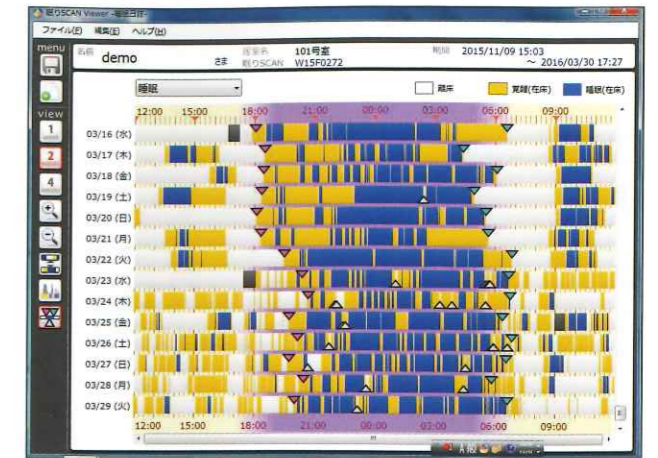 眠りSCAN Viewer -睡眠日誌-
ファイル(F) 編集(E) ヘルプ(H)
menu
名前 demo さま
居室名 101号室
眠りSCAN W15F0272
期間 2015/11/09 15:03
～ 2016/03/30 17:27
睡眠
離床 覚醒(在床) 睡眠(在床)
view
1
2
4
12:00 15:00 18:00 21:00 00:00 03:00 06:00 09:00
03/16 (水)
03/17 (木)
03/18 (金)
03/19 (土)
03/20 (日)
03/21 (月)
03/22 (火)
03/23 (水)
03/24 (木)
03/25 (金)
03/26 (土)
03/27 (日)
03/28 (月)
03/29 (火)
12:00 15:00 18:00 21:00 00:00 03:00 06:00 09:00